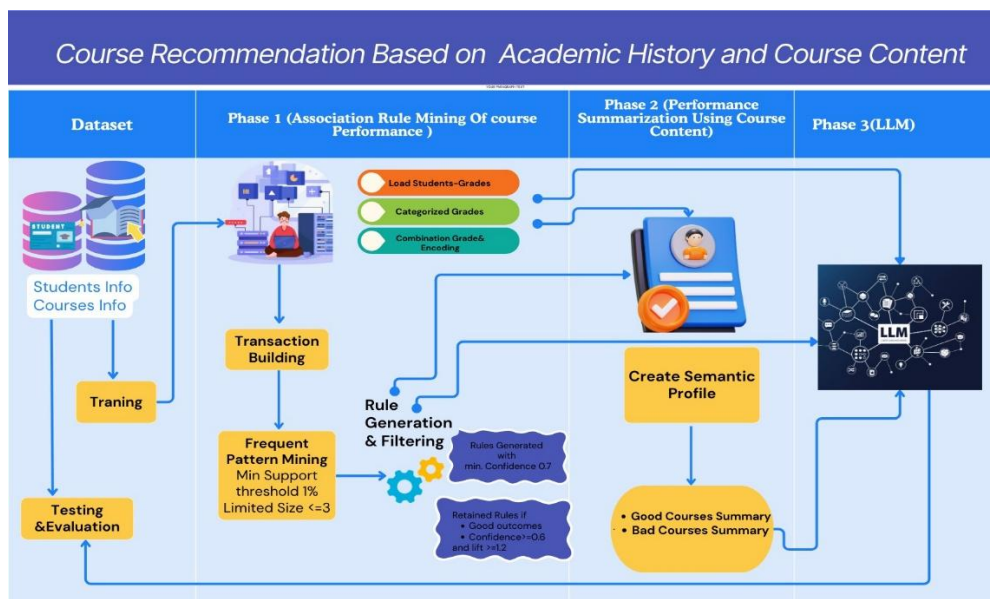 Course Recommendation Based on Academic History and Course Content
Dataset
Phase 1 (Association Rule Mining Of course
Performance )
Phase 2 (Performance
Summarization Using Course
Content)
Phase 3(LLM)
STUDENT
Students Info
Courses Info
Traning
Testing
&Evaluation
Load Students-Grades
Categorized Grades
Combination Grade&
Encoding
Transaction
Building
Frequent
Pattern Mining
Min Support
threshold 1%
Limited Size <=3
Rule
Generation
& Filtering
Rules Generated
with
min. Confidence 0.7
Retained Rules if
• Good outcomes
• Confidence>=0.6
and lift >=1.2
Create Semantic
Profile
• Good Courses Summary
• Bad Courses Summary
LLM